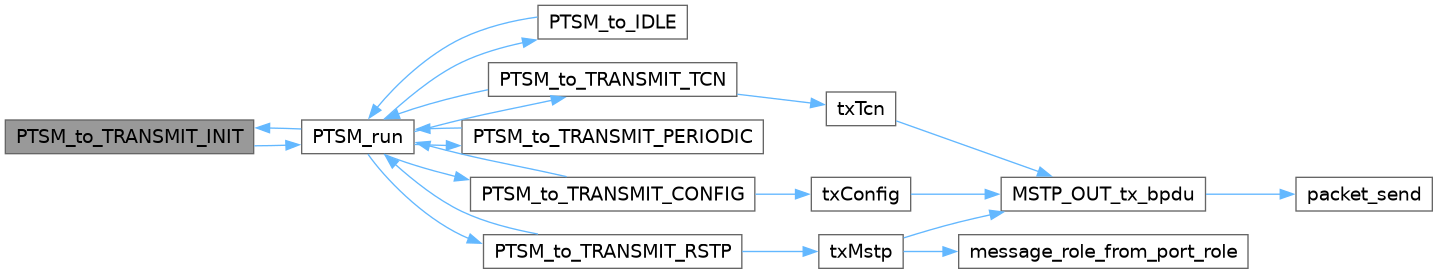 PTSM_to_TRANSMIT_INIT
PTSM_run
PTSM_to_IDLE
PTSM_to_TRANSMIT_TCN
PTSM_to_TRANSMIT_PERIODIC
PTSM_to_TRANSMIT_CONFIG
PTSM_to_TRANSMIT_RSTP
txTcn
txConfig
txMstp
MSTP_OUT_tx_bpdu
message_role_from_port_role
packet_send